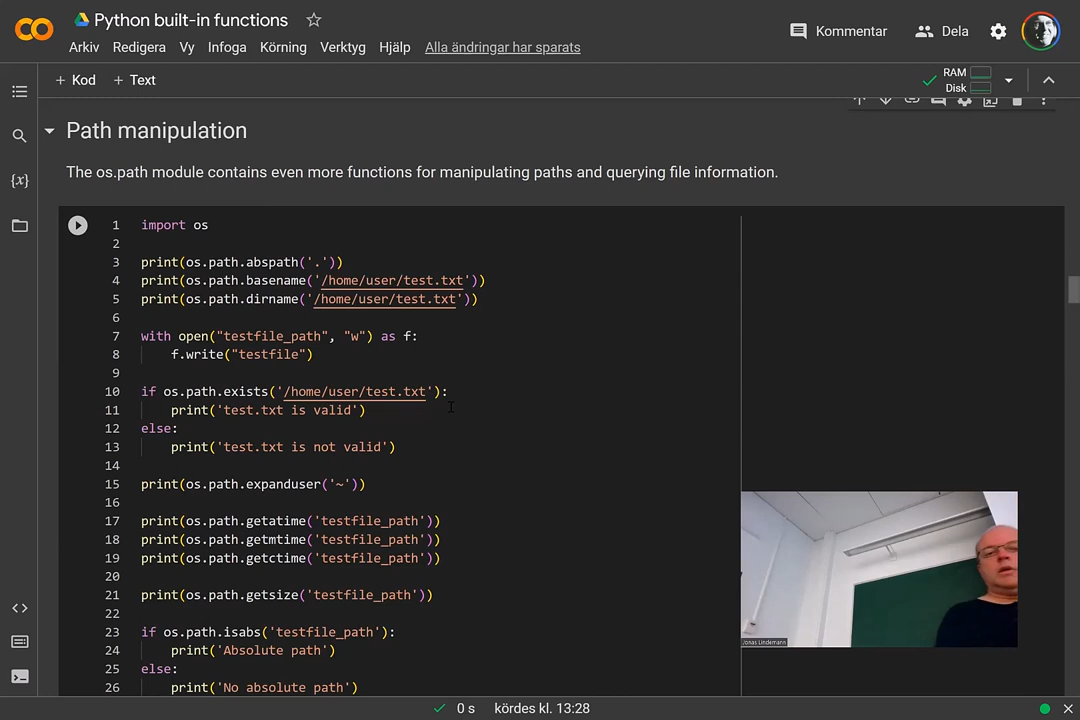 Python built-in functions
Arkiv Redigera Vy Infoga Körning Verktyg Hjälp Alla ändringar har sparats
Kommentar
Dela
+ Kod + Text
RAM
Disk
Path manipulation
The os.path module contains even more functions for manipulating paths and querying file information.
{x}
1 import os
2
3 print(os.path.abspath('.'))
4 print(os.path.basename('/home/user/test.txt'))
5 print(os.path.dirname('/home/user/test.txt'))
6
7 with open("testfile_path", "w") as f:
8 f.write("testfile")
9
10 if os.path.exists('/home/user/test.txt'):
11 print('test.txt is valid')
12 else:
13 print('test.txt is not valid')
14
15 print(os.path.expanduser('~'))
16
17 print(os.path.getatime('testfile_path'))
18 print(os.path.getmtime('testfile_path'))
19 print(os.path.getctime('testfile_path'))
20
21 print(os.path.getsize('testfile_path'))
22
23 if os.path.isabs('testfile_path'):
24 print('Absolute path')
25 else:
26 print('No absolute path')
Jonas Lindemann
0 s kördes kl. 13:28